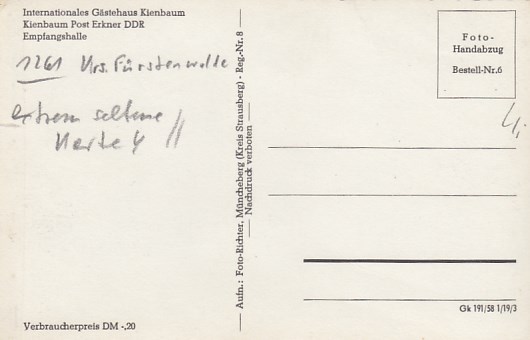 Internationales Gästehaus Kienbaum
Kienbaum Post Erkner DDR
Empfangshalle
1261 Krs. Fürstenwalde
extrem seltene
Karte
Verbraucherpreis DM -,20
Aufn.: Foto-Richter, Müncheberg (Kreis Strausberg) - Reg.-Nr. 8
Nachdruck verboten
Foto-
Handabzug
Bestell-Nr. 6
4,-
Gk 191/58 1/19/3